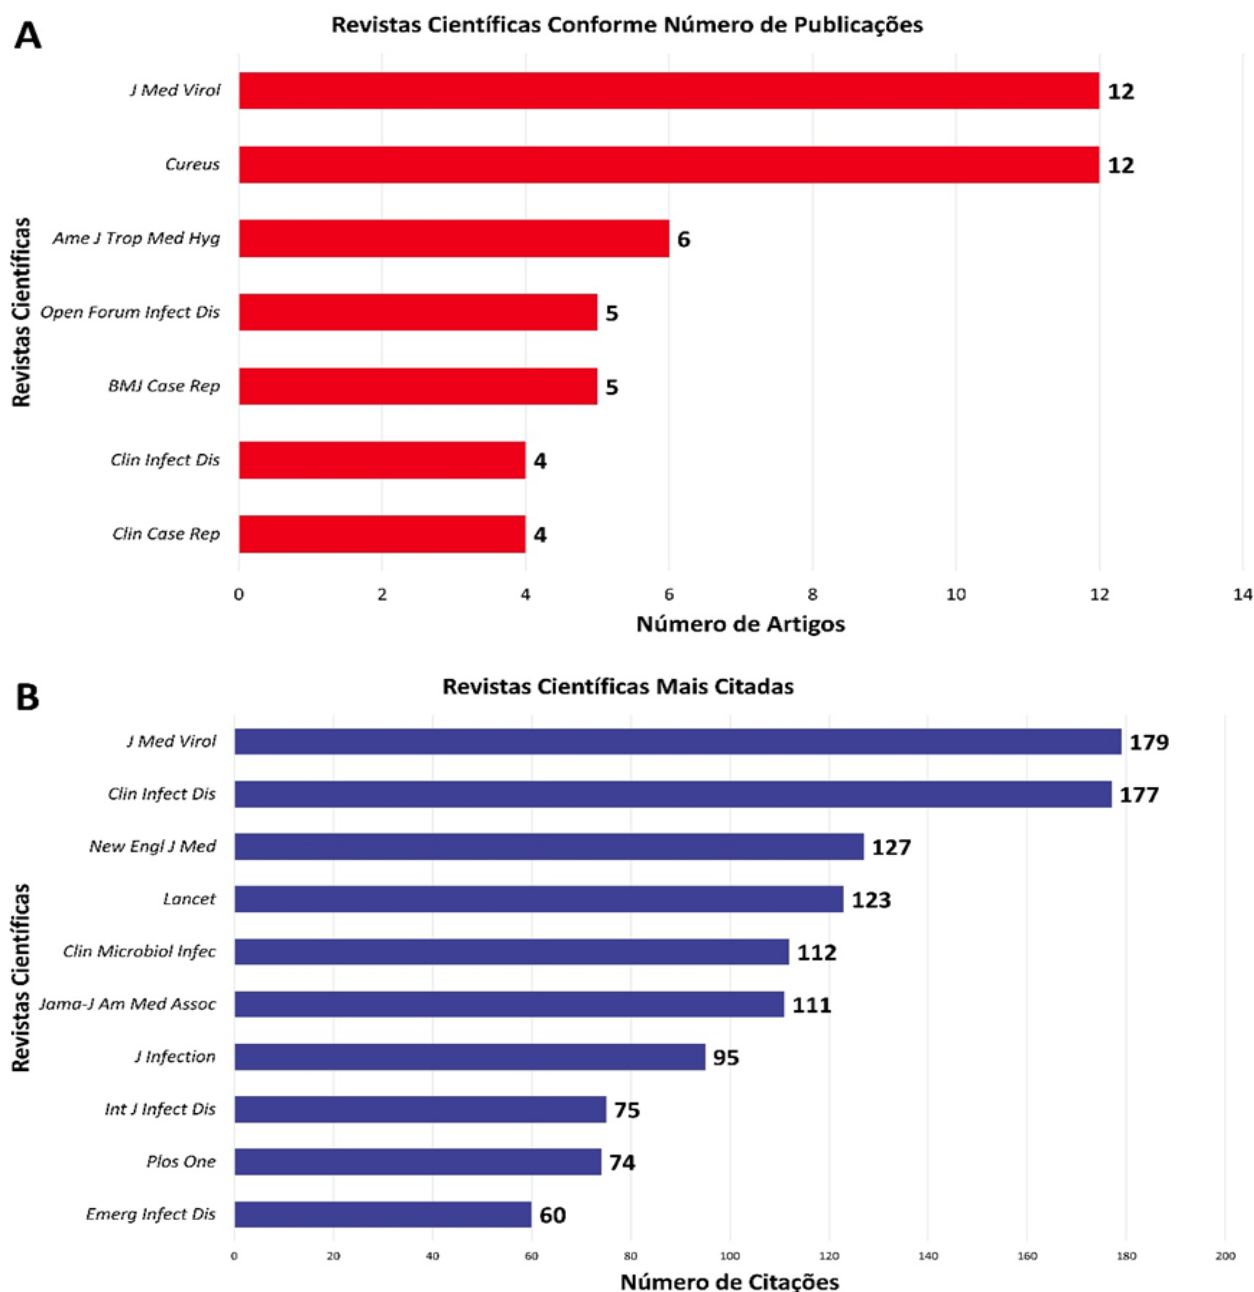 A
Revistas Científicas Conforme Número de Publicações
Revistas Científicas
J Med Virol 12
Cureus 12
Ame J Trop Med Hyg 6
Open Forum Infect Dis 5
BMJ Case Rep 5
Clin Infect Dis 4
Clin Case Rep 4
0 2 4 6 8 10 12 14
Número de Artigos
B
Revistas Científicas Mais Citadas
Revistas Científicas
J Med Virol 179
Clin Infect Dis 177
New Engl J Med 127
Lancet 123
Clin Microbiol Infec 112
Jama-J Am Med Assoc 111
J Infection 95
Int J Infect Dis 75
Plos One 74
Emerg Infect Dis 60
0 20 40 60 80 100 120 140 160 180 200
Número de Citações